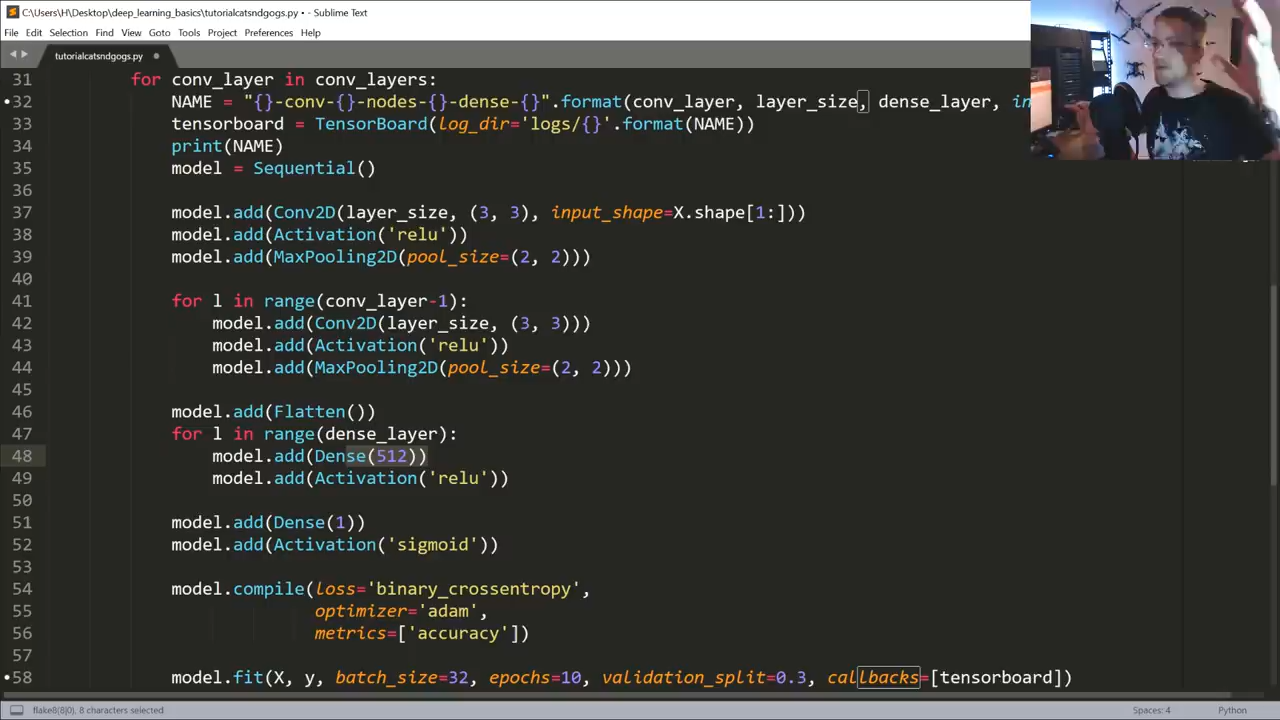 C:\Users\H\Desktop\deep_learning_basics\tutorialcatsndgogs.py • - Sublime Text
File Edit Selection Find View Goto Tools Project Preferences Help
tutorialcatsndgogs.py
31 for conv_layer in conv_layers:
32 NAME = "{}-conv-{}-nodes-{}-dense-{}".format(conv_layer, layer_size, dense_layer, in
33 tensorboard = TensorBoard(log_dir='logs/{}'.format(NAME))
34 print(NAME)
35 model = Sequential()
36
37 model.add(Conv2D(layer_size, (3, 3), input_shape=X.shape[1:]))
38 model.add(Activation('relu'))
39 model.add(MaxPooling2D(pool_size=(2, 2)))
40
41 for l in range(conv_layer-1):
42 model.add(Conv2D(layer_size, (3, 3)))
43 model.add(Activation('relu'))
44 model.add(MaxPooling2D(pool_size=(2, 2)))
45
46 model.add(Flatten())
47 for l in range(dense_layer):
48 model.add(Dense(512))
49 model.add(Activation('relu'))
50
51 model.add(Dense(1))
52 model.add(Activation('sigmoid'))
53
54 model.compile(loss='binary_crossentropy',
55 optimizer='adam',
56 metrics=['accuracy'])
57
58 model.fit(X, y, batch_size=32, epochs=10, validation_split=0.3, callbacks=[tensorboard])
flake8(8|0), 8 characters selected Spaces: 4 Python